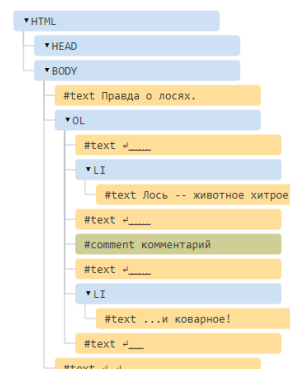 ▾HTML
▾HEAD
▾BODY
#text Правда о лосях.
▾OL
#text ↵␣␣␣␣
▾LI
#text Лось -- животное хитрое
#text ↵␣␣␣␣
#comment комментарий
#text ↵␣␣␣␣
▾LI
#text ...и коварное!
#text ↵␣␣
#text ↵ ↵